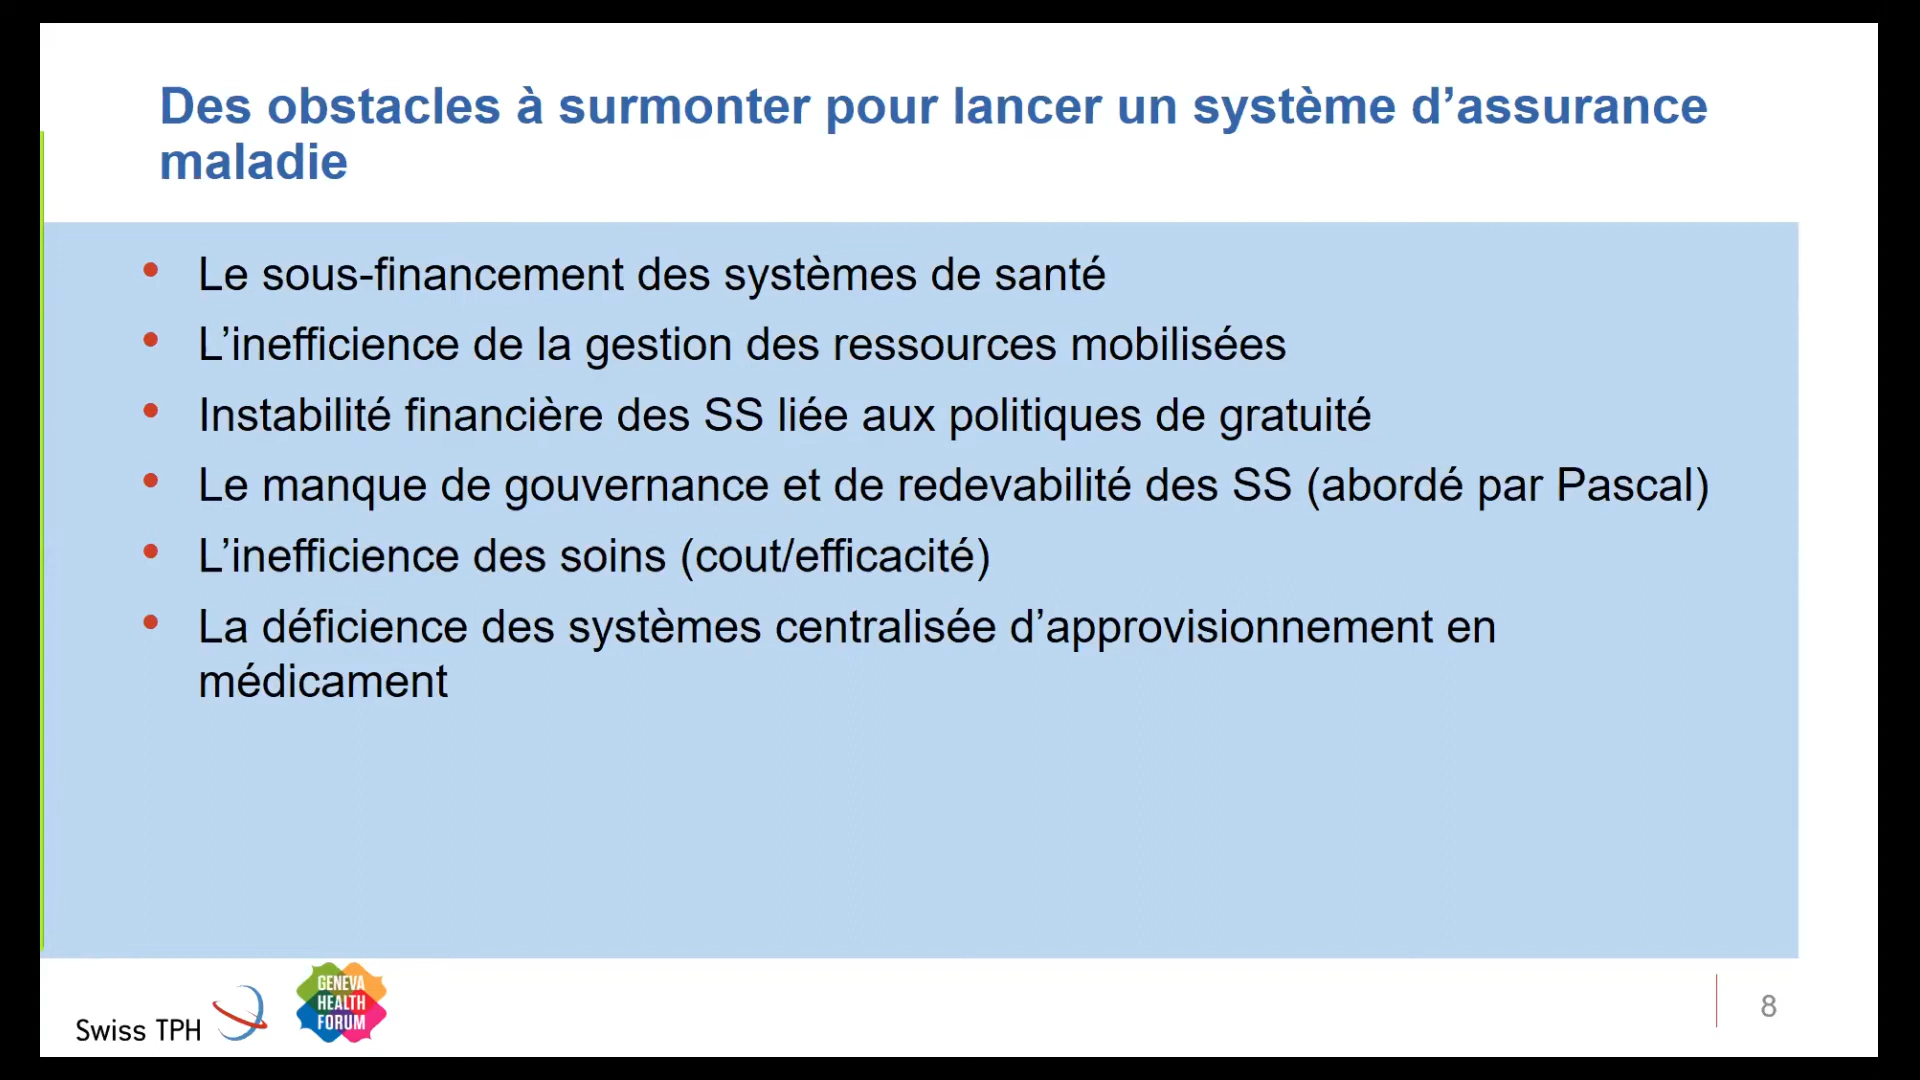 Des obstacles à surmonter pour lancer un système d’assurance
maladie
• Le sous-financement des systèmes de santé
• L’inefficience de la gestion des ressources mobilisées
• Instabilité financière des SS liée aux politiques de gratuité
• Le manque de gouvernance et de redevabilité des SS (abordé par Pascal)
• L’inefficience des soins (cout/efficacité)
• La déficience des systèmes centralisée d’approvisionnement en
médicament
Swiss TPH
GENEVA
HEALTH
FORUM
8